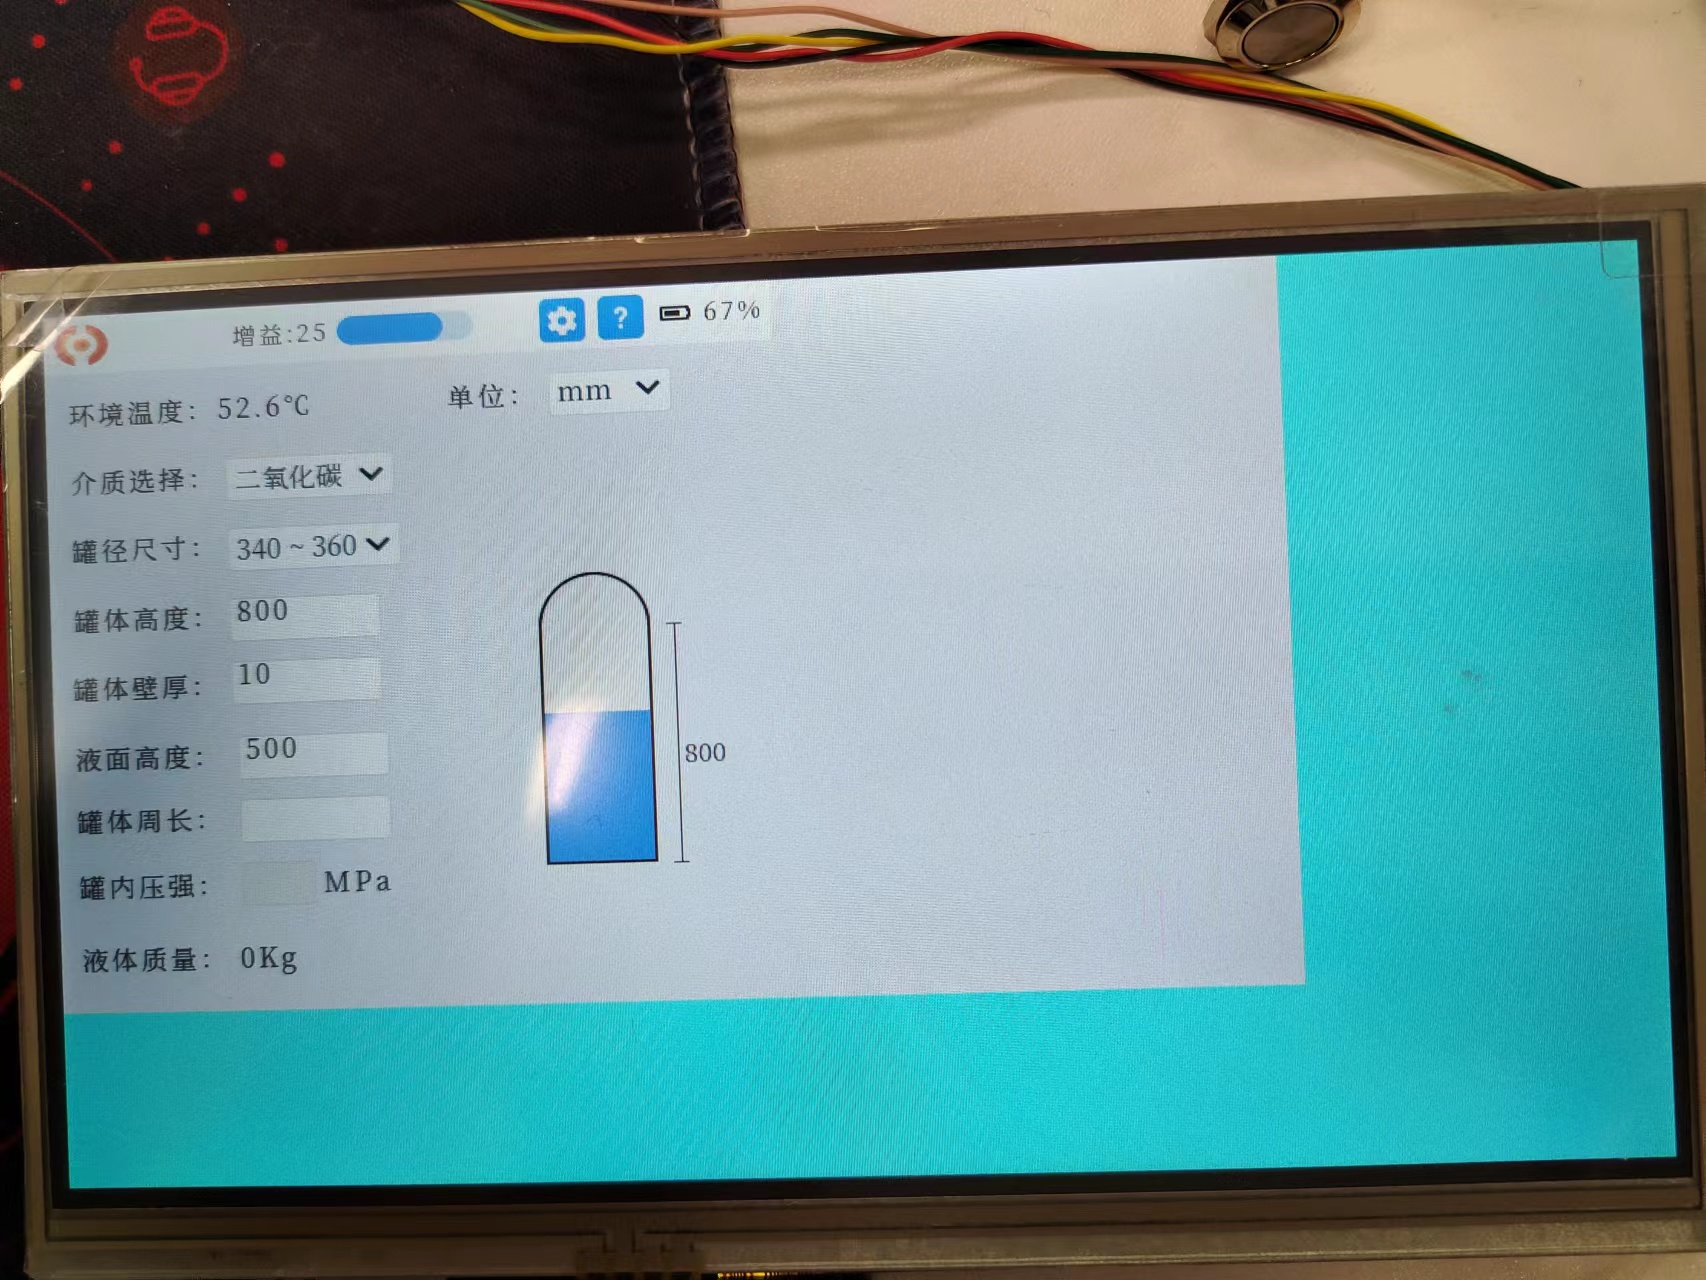 增益:25
? 67%
环境温度: 52.6℃
单位: mm
介质选择: 二氧化碳
罐径尺寸: 340 ~ 360
罐体高度: 800
罐体壁厚: 10
液面高度: 500
800
罐体周长:
罐内压强: MPa
液体质量: 0Kg